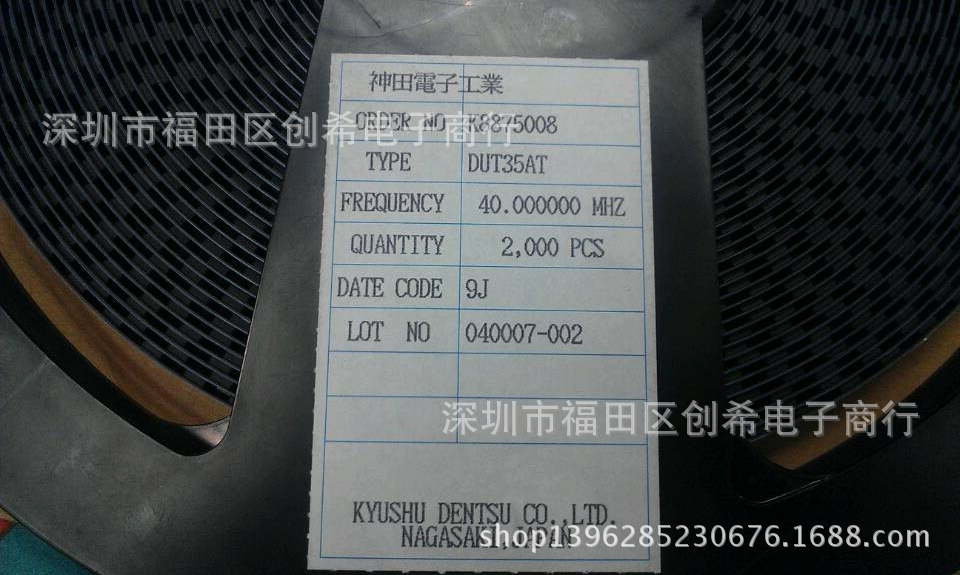 神田電子工業
ORDER NO K8875008
深圳市福田区创希电子商行
TYPE DUT35AT
FREQUENCY 40.000000 MHZ
QUANTITY 2,000 PCS
DATE CODE 9J
LOT NO 040007-002
深圳市福田区创希电子商行
KYUSHU DENTSU CO.,LTD.
NAGASAKI,JAPAN
shop1396285230676.1688.com